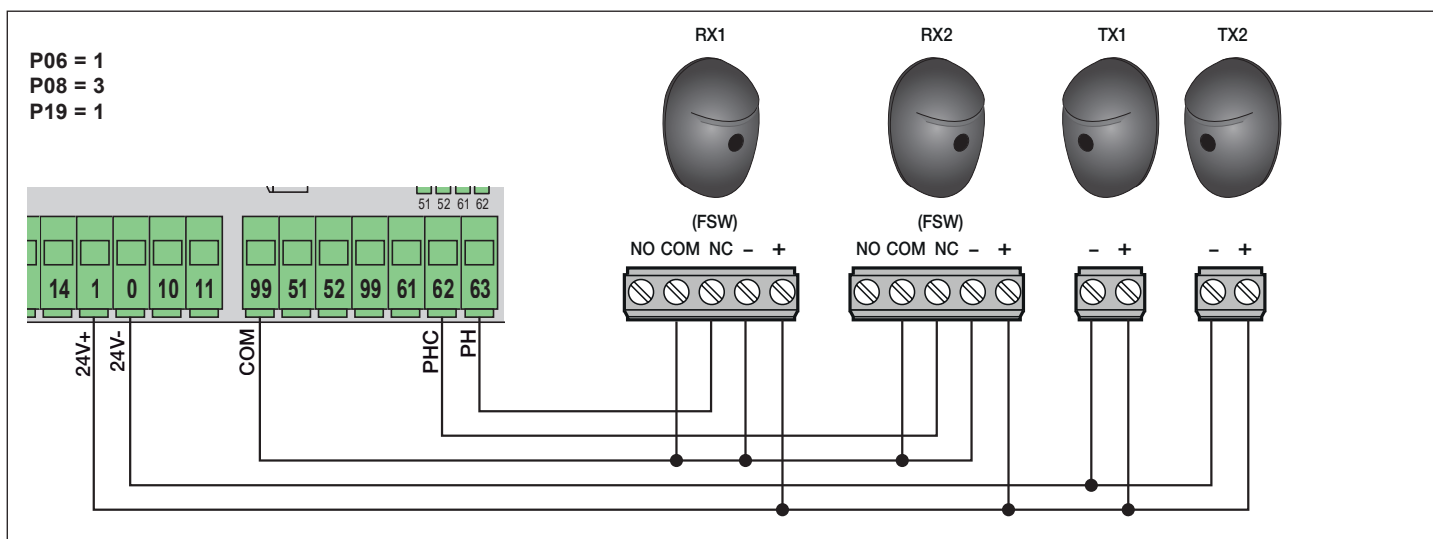 RX1 RX2 TX1 TX2
P06 = 1
P08 = 3
P19 = 1
51 52 61 62
(FSW) (FSW)
NO COM NC – + NO COM NC – + – + – +
14 1 0 10 11 99 51 52 99 61 62 63
24V+ 24V- COM PHC PH